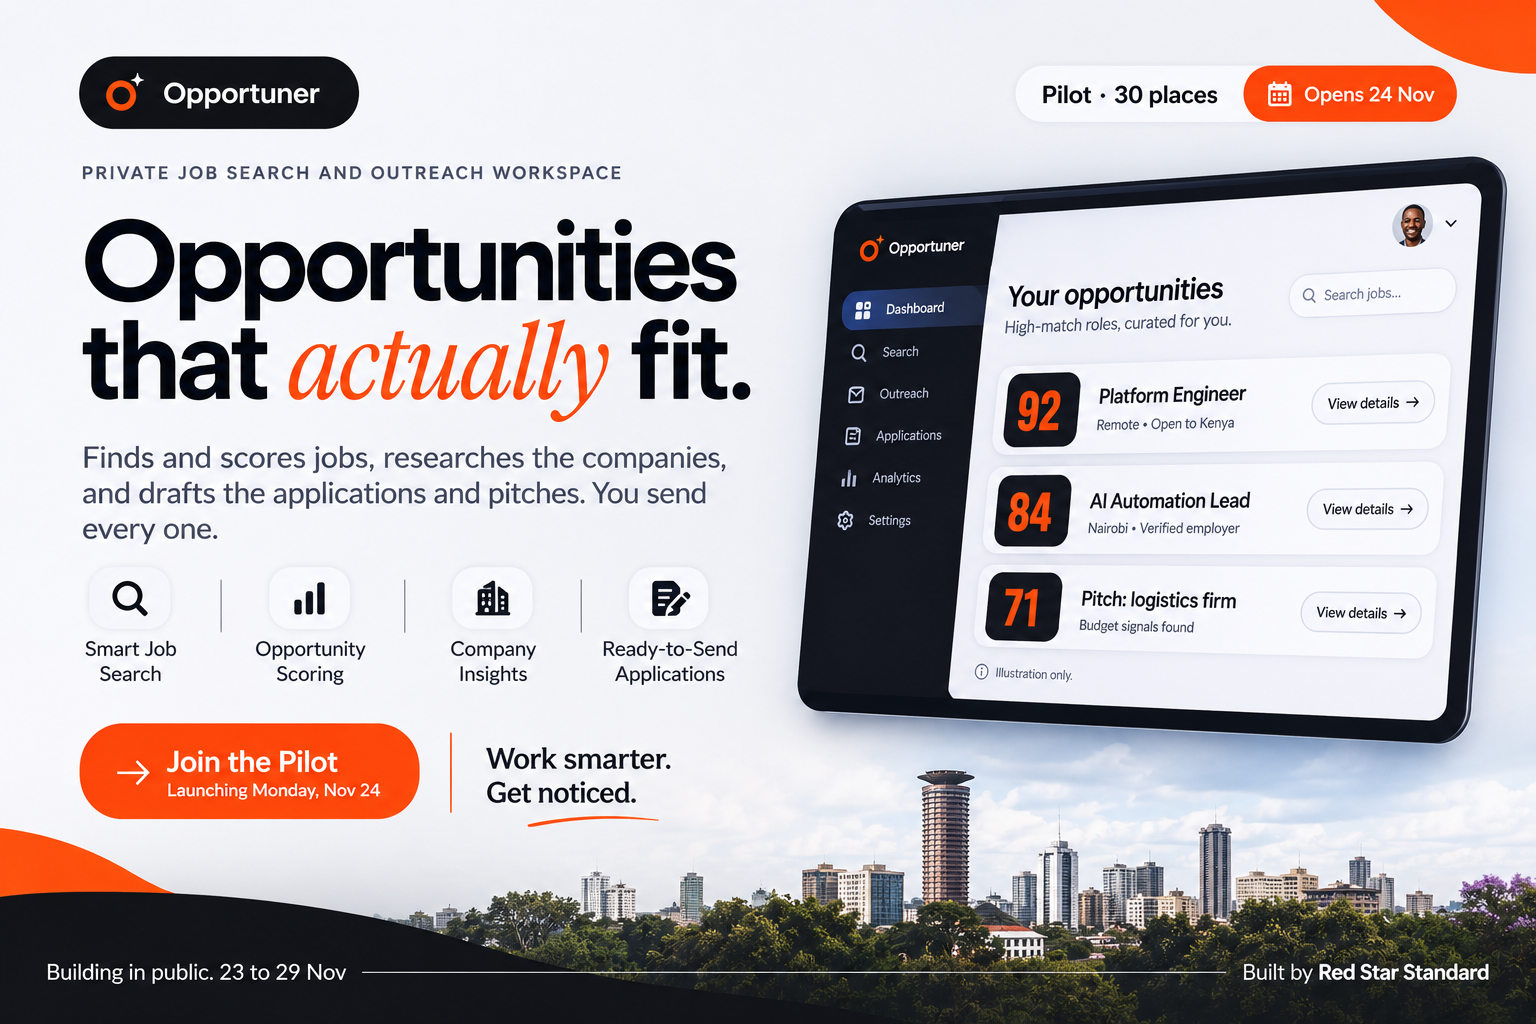 Opportuner
Pilot · 30 places
Opens 24 Nov
PRIVATE JOB SEARCH AND OUTREACH WORKSPACE
Opportunities
that actually fit.
Finds and scores jobs, researches the companies,
and drafts the applications and pitches. You send
every one.
Smart Job
Search
Opportunity
Scoring
Company
Insights
Ready-to-Send
Applications
Join the Pilot
Launching Monday, Nov 24
Work smarter.
Get noticed.
Opportuner
Dashboard
Search
Outreach
Applications
Analytics
Settings
Your opportunities
High-match roles, curated for you.
Search jobs...
92
Platform Engineer
Remote • Open to Kenya
View details →
84
AI Automation Lead
Nairobi • Verified employer
View details →
71
Pitch: logistics firm
Budget signals found
View details →
Illustration only.
Building in public. 23 to 29 Nov
Built by Red Star Standard